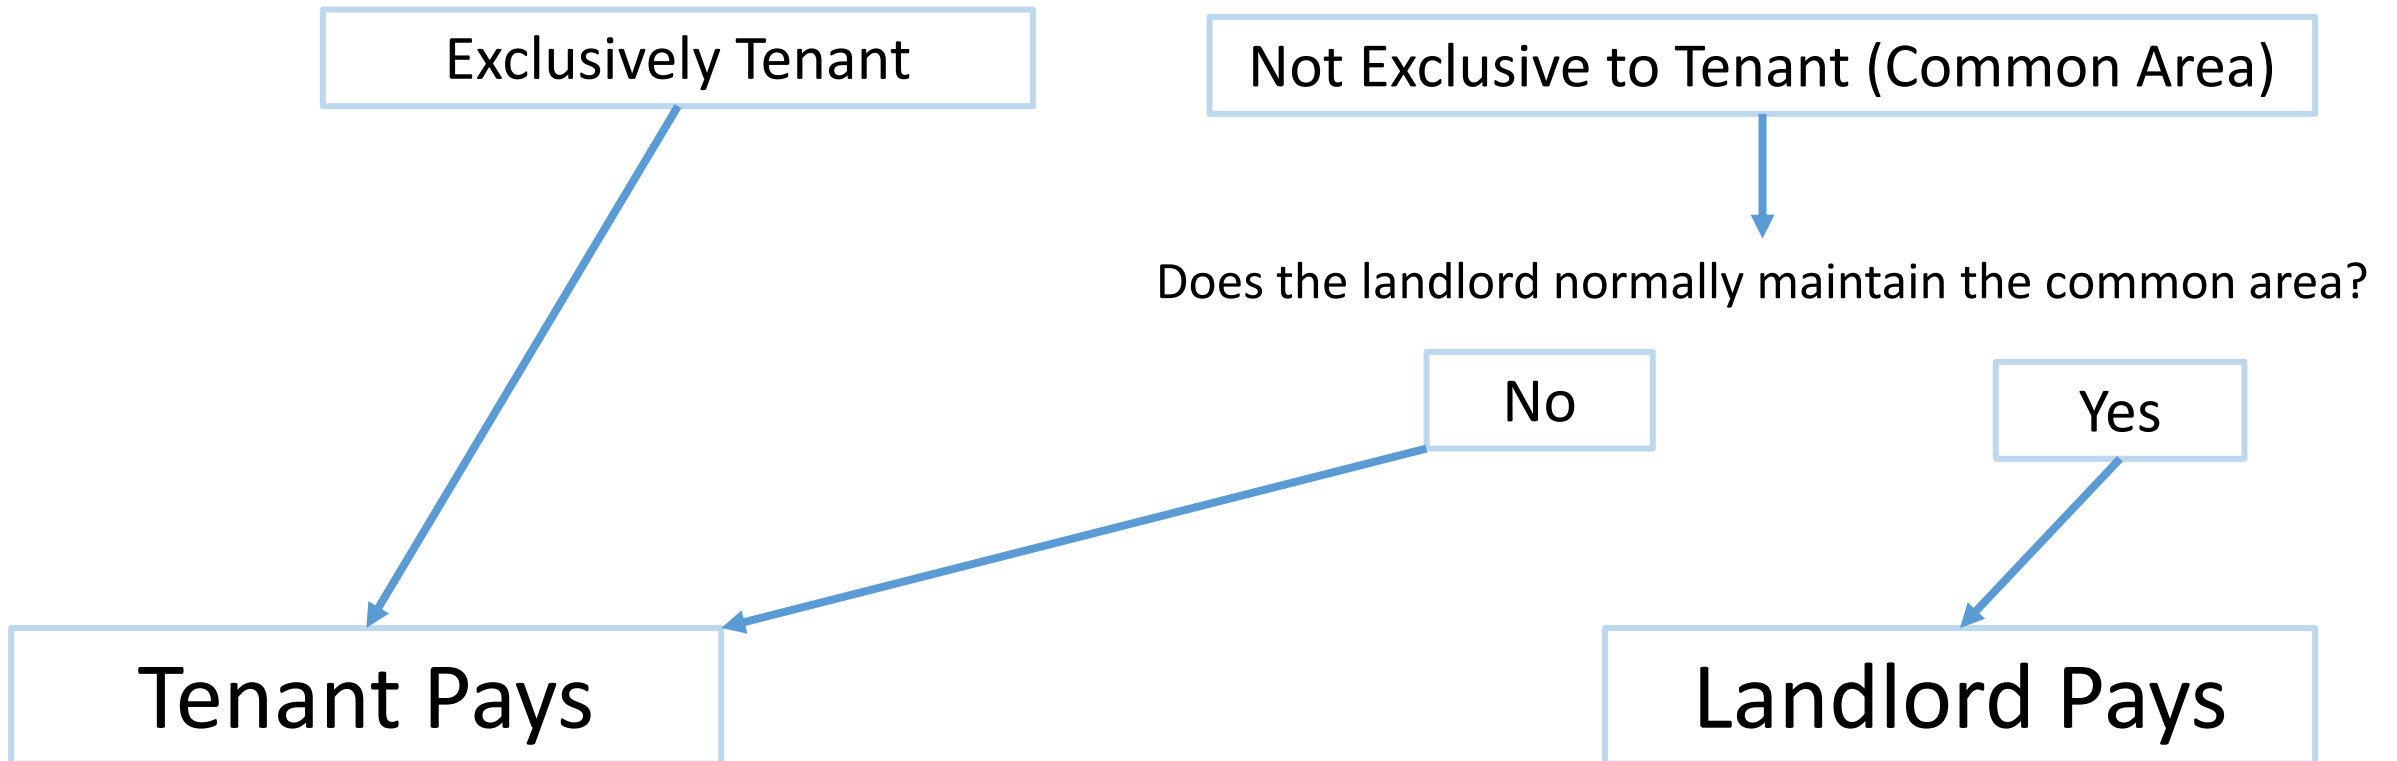 Exclusively Tenant
Not Exclusive to Tenant (Common Area)
Does the landlord normally maintain the common area?
No
Yes
Tenant Pays
Landlord Pays